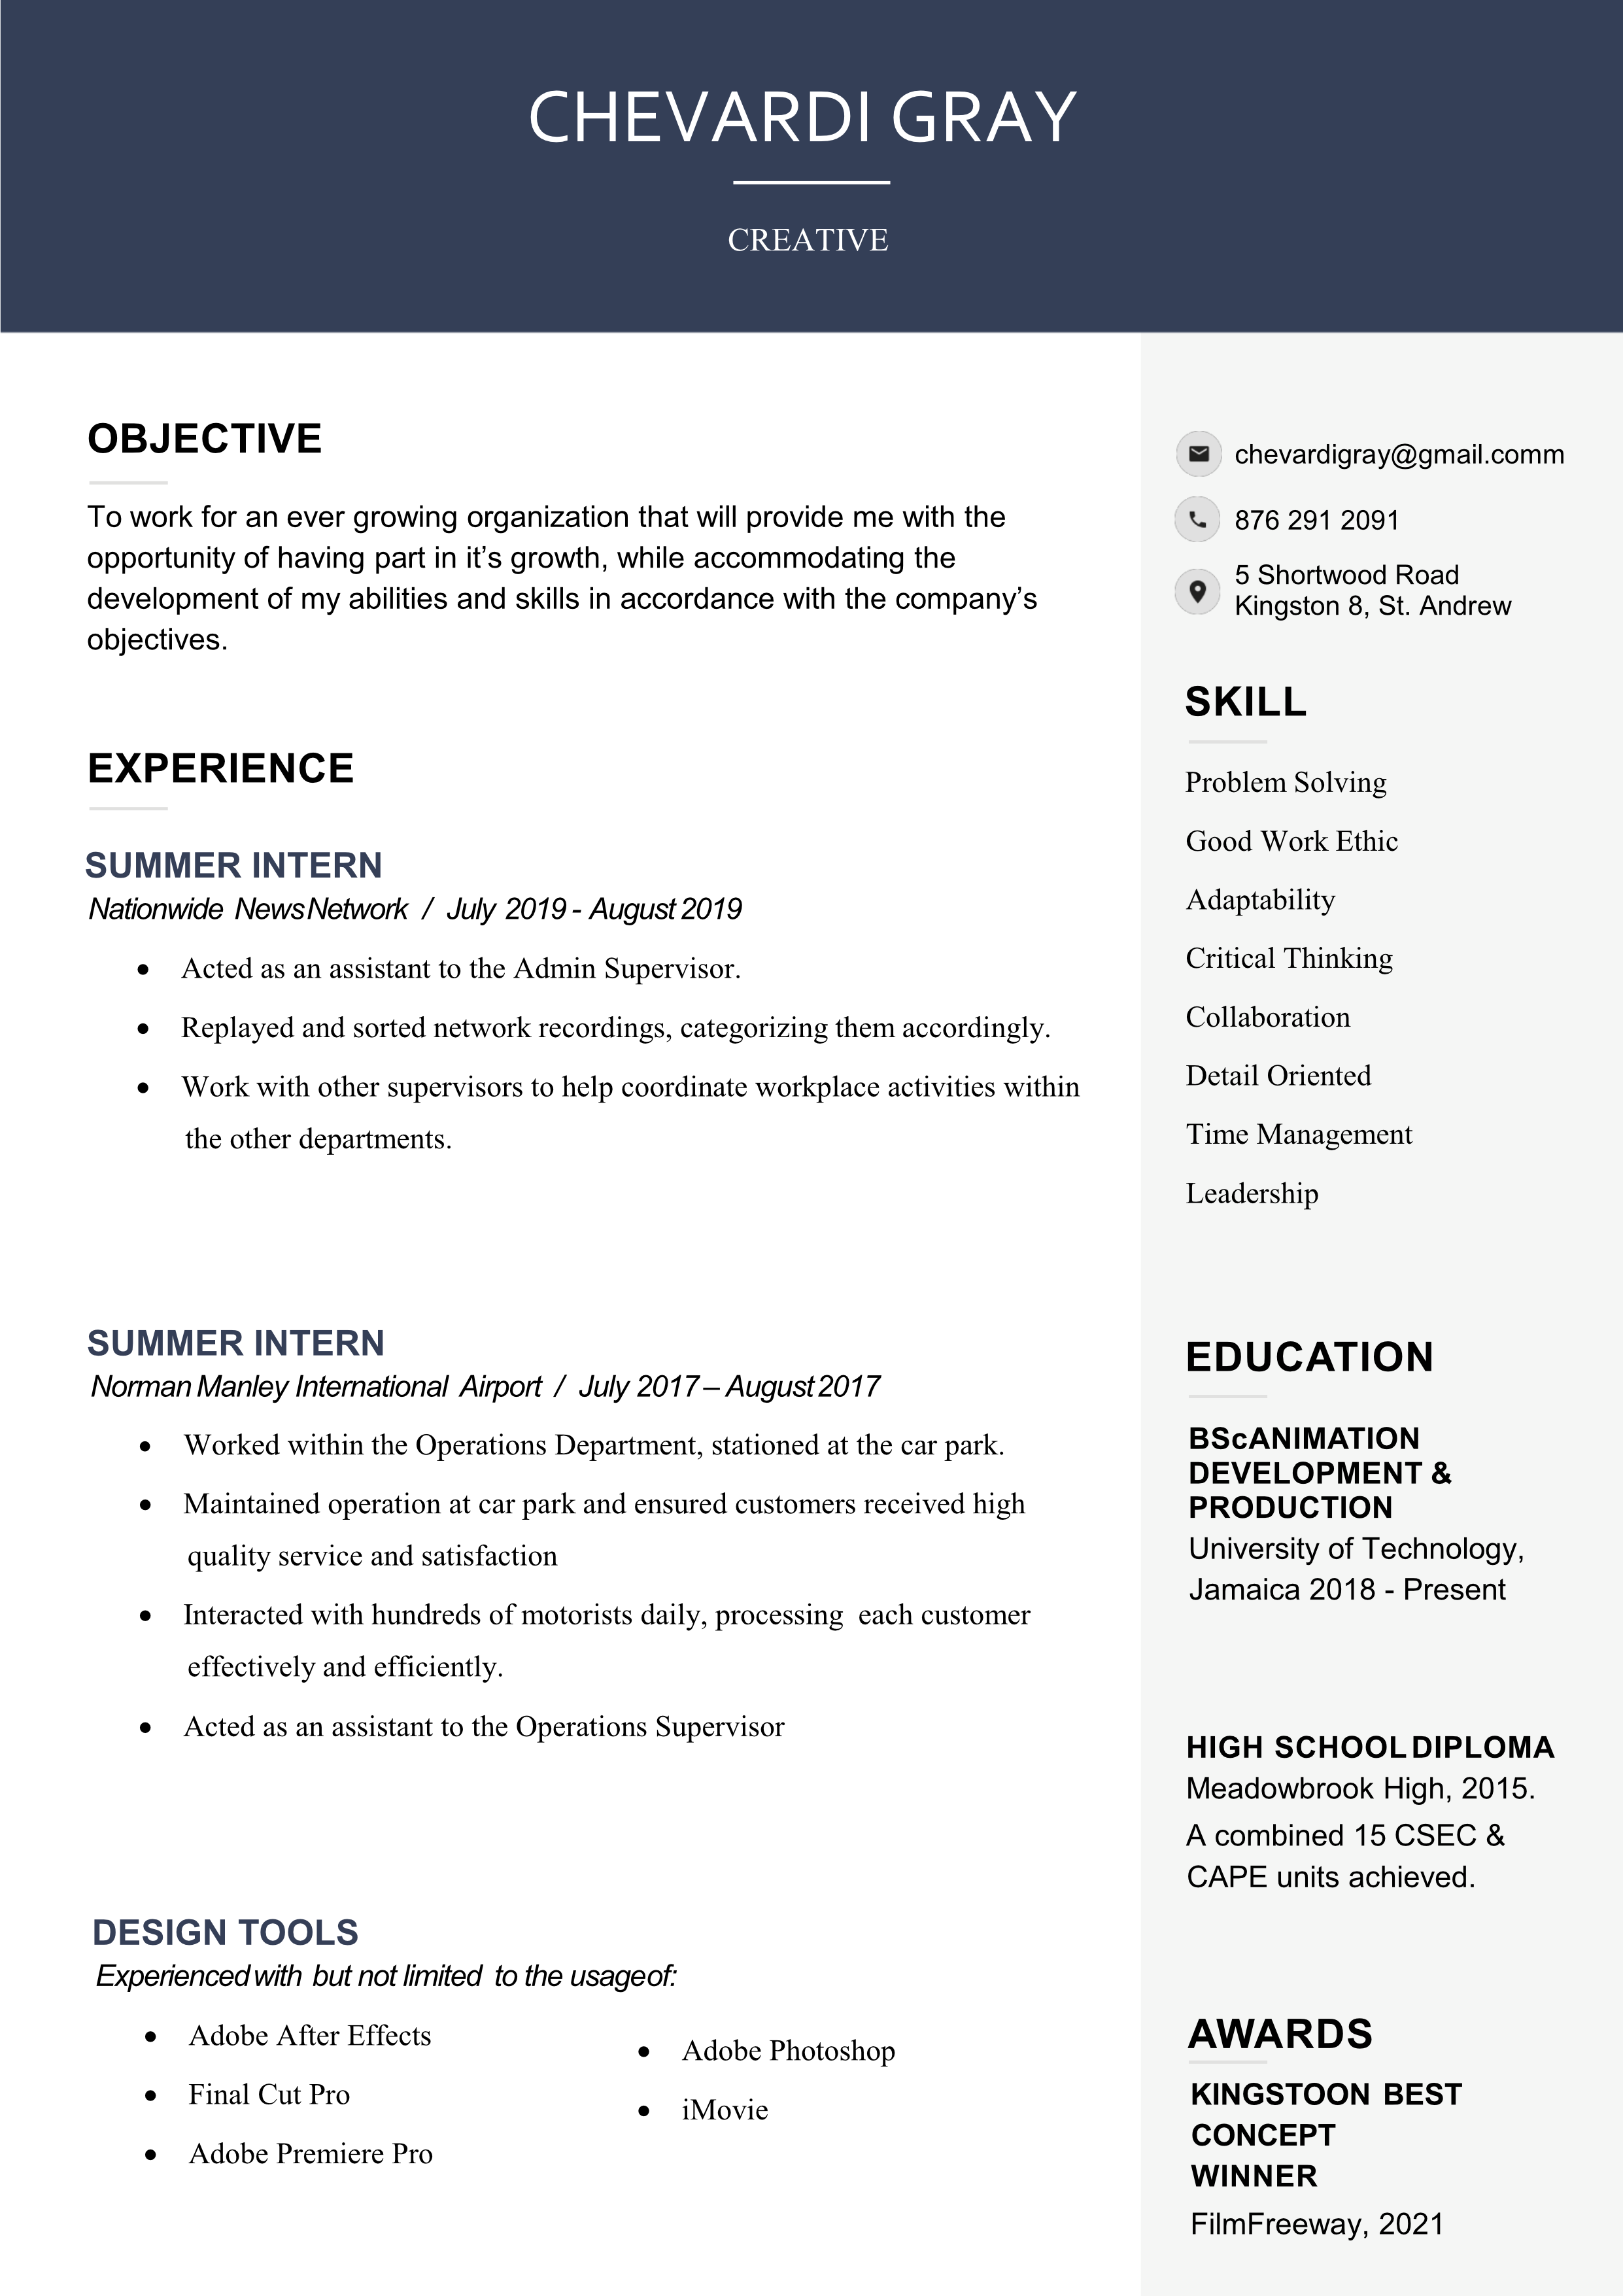 CHEVARDI GRAY
CREATIVE
OBJECTIVE
To work for an ever growing organization that will provide me with the
opportunity of having part in it’s growth, while accommodating the
development of my abilities and skills in accordance with the company’s
objectives.
EXPERIENCE
SUMMER INTERN
Nationwide News Network / July 2019 - August 2019
• Acted as an assistant to the Admin Supervisor.
• Replayed and sorted network recordings, categorizing them accordingly.
• Work with other supervisors to help coordinate workplace activities within
the other departments.
SUMMER INTERN
Norman Manley International Airport / July 2017 – August 2017
• Worked within the Operations Department, stationed at the car park.
• Maintained operation at car park and ensured customers received high
quality service and satisfaction
• Interacted with hundreds of motorists daily, processing each customer
effectively and efficiently.
• Acted as an assistant to the Operations Supervisor
DESIGN TOOLS
Experienced with but not limited to the usage of:
• Adobe After Effects
• Final Cut Pro
• Adobe Premiere Pro
• Adobe Photoshop
• iMovie
chevardigray@gmail.comm
876 291 2091
5 Shortwood Road
Kingston 8, St. Andrew
SKILL
Problem Solving
Good Work Ethic
Adaptability
Critical Thinking
Collaboration
Detail Oriented
Time Management
Leadership
EDUCATION
BScANIMATION
DEVELOPMENT &
PRODUCTION
University of Technology,
Jamaica 2018 - Present
HIGH SCHOOL DIPLOMA
Meadowbrook High, 2015.
A combined 15 CSEC &
CAPE units achieved.
AWARDS
KINGSTOON BEST
CONCEPT
WINNER
FilmFreeway, 2021